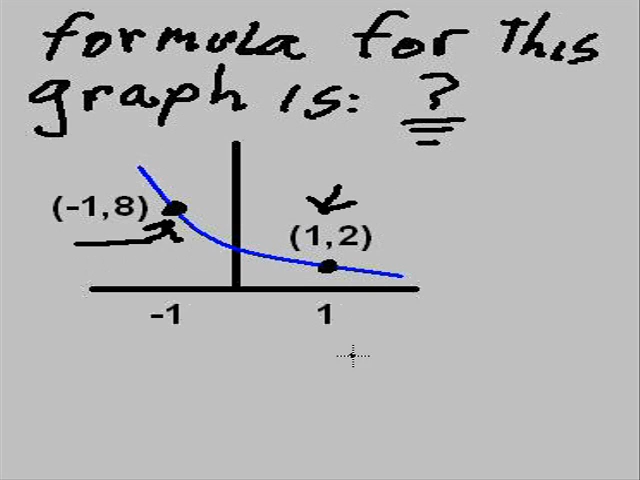 formula for this
graph is: ?
(-1,8)
(1,2)
-1 1